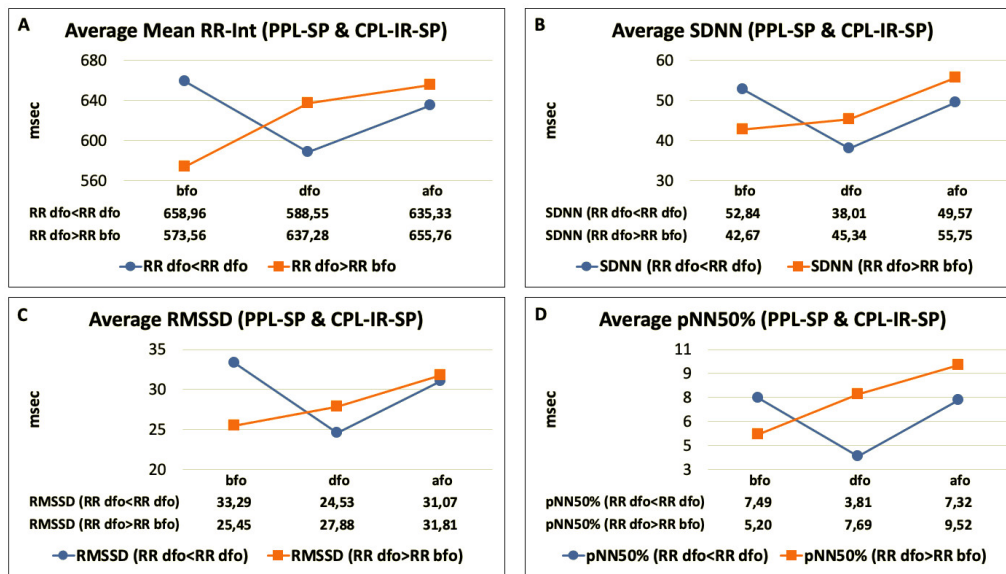 A
Average Mean RR-Int (PPL-SP & CPL-IR-SP)
680
640
600
560
msec
bfo dfo afo
RR dfo<RR dfo 658,96 588,55 635,33
RR dfo>RR bfo 573,56 637,28 655,76
RR dfo<RR dfo RR dfo>RR bfo
B
Average SDNN (PPL-SP & CPL-IR-SP)
60
50
40
30
msec
bfo dfo afo
SDNN (RR dfo<RR dfo) 52,84 38,01 49,57
SDNN (RR dfo>RR bfo) 42,67 45,34 55,75
SDNN (RR dfo<RR dfo) SDNN (RR dfo>RR bfo)
C
Average RMSSD (PPL-SP & CPL-IR-SP)
35
30
25
20
msec
bfo dfo afo
RMSSD (RR dfo<RR dfo) 33,29 24,53 31,07
RMSSD (RR dfo>RR bfo) 25,45 27,88 31,81
RMSSD (RR dfo<RR dfo) RMSSD (RR dfo>RR bfo)
D
Average pNN50% (PPL-SP & CPL-IR-SP)
11
9
8
6
5
3
msec
bfo dfo afo
pNN50% (RR dfo<RR dfo) 7,49 3,81 7,32
pNN50% (RR dfo>RR bfo) 5,20 7,69 9,52
pNN50% (RR dfo<RR dfo) pNN50% (RR dfo>RR bfo)